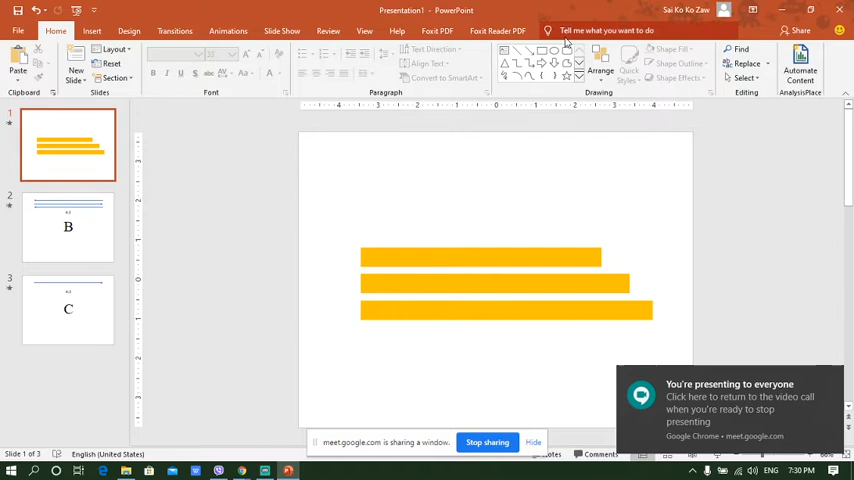 Presentation1 - PowerPoint
Sai Ko Ko Zaw
File
Home
Insert
Design
Transitions
Animations
Slide Show
Review
View
Help
Foxit PDF
Foxit Reader PDF
Tell me what you want to do
Share
Paste
New
Slide
Layout
Reset
Section
Text Direction
Align Text
Convert to SmartArt
Arrange
Quick
Styles
Shape Fill
Shape Outline
Shape Effects
Find
Replace
Select
Automate
Content
Clipboard
Slides
Font
Paragraph
Drawing
Editing
AnalysisPlace
1
2
B
3
C
You're presenting to everyone
Click here to return to the video call
when you're ready to stop
presenting
Google Chrome • meet.google.com
meet.google.com is sharing a window.
Stop sharing
Hide
Slide 1 of 3
English (United States)
Notes
Comments
ENG
7:30 PM